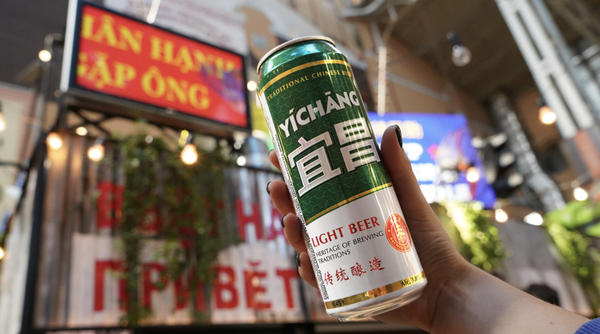 HÂN HẠNH
GẶP ÔNG
TRADITIONAL CHINESE BEER
YÍCHĀNG
宜昌
LIGHT BEER
HERITAGE OF BREWING
TRADITIONS
传统酿造
ПРИВЕТ